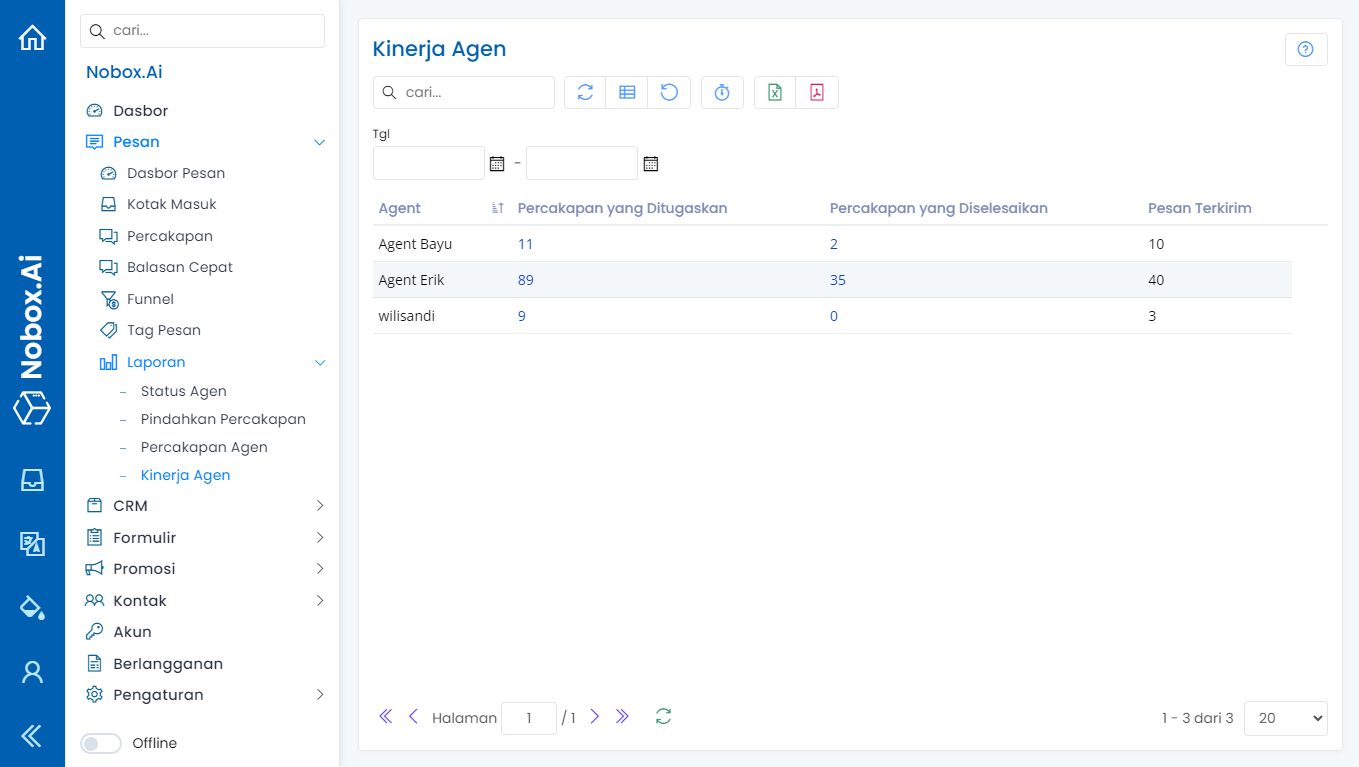 Nobox.Ai
cari...
Nobox.Ai
Dasbor
Pesan
Dasbor Pesan
Kotak Masuk
Percakapan
Balasan Cepat
Funnel
Tag Pesan
Laporan
– Status Agen
– Pindahkan Percakapan
– Percakapan Agen
– Kinerja Agen
CRM
Formulir
Promosi
Kontak
Akun
Berlangganan
Pengaturan
Offline
Kinerja Agen
cari...
Tgl
-
Agent Percakapan yang Ditugaskan Percakapan yang Diselesaikan Pesan Terkirim
Agent Bayu 11 2 10
Agent Erik 89 35 40
wilisandi 9 0 3
Halaman 1 / 1 1 - 3 dari 3 20